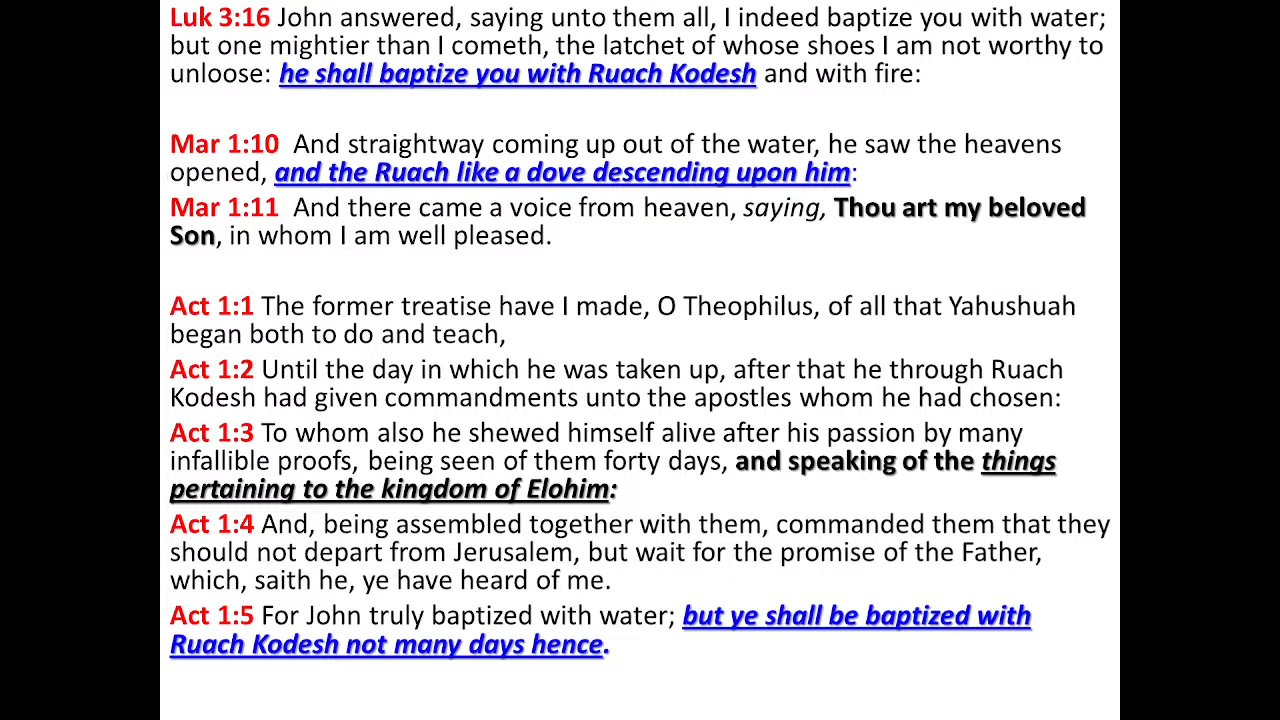 Luk 3:16 John answered, saying unto them all, I indeed baptize you with water;
but one mightier than I cometh, the latchet of whose shoes I am not worthy to
unloose: he shall baptize you with Ruach Kodesh and with fire:
Mar 1:10 And straightway coming up out of the water, he saw the heavens
opened, and the Ruach like a dove descending upon him:
Mar 1:11 And there came a voice from heaven, saying, Thou art my beloved
Son, in whom I am well pleased.
Act 1:1 The former treatise have I made, O Theophilus, of all that Yahushuah
began both to do and teach,
Act 1:2 Until the day in which he was taken up, after that he through Ruach
Kodesh had given commandments unto the apostles whom he had chosen:
Act 1:3 To whom also he shewed himself alive after his passion by many
infallible proofs, being seen of them forty days, and speaking of the things
pertaining to the kingdom of Elohim:
Act 1:4 And, being assembled together with them, commanded them that they
should not depart from Jerusalem, but wait for the promise of the Father,
which, saith he, ye have heard of me.
Act 1:5 For John truly baptized with water; but ye shall be baptized with
Ruach Kodesh not many days hence.